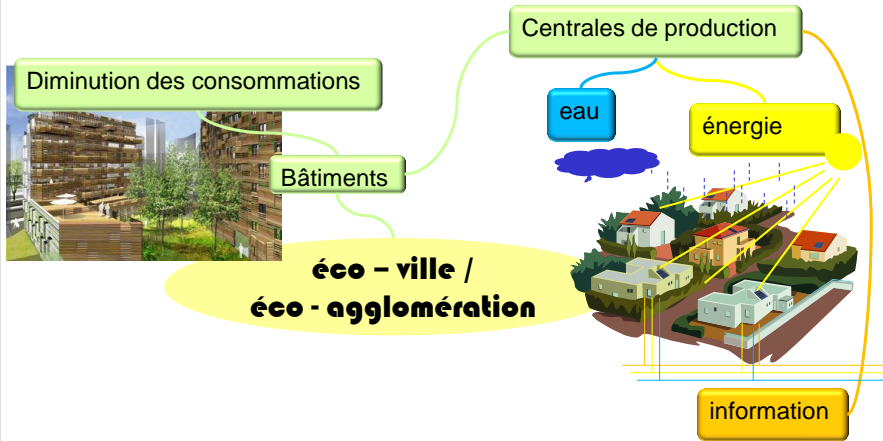 Centrales de production
Diminution des consommations
eau
énergie
Bâtiments
éco – ville /
éco - agglomération
information